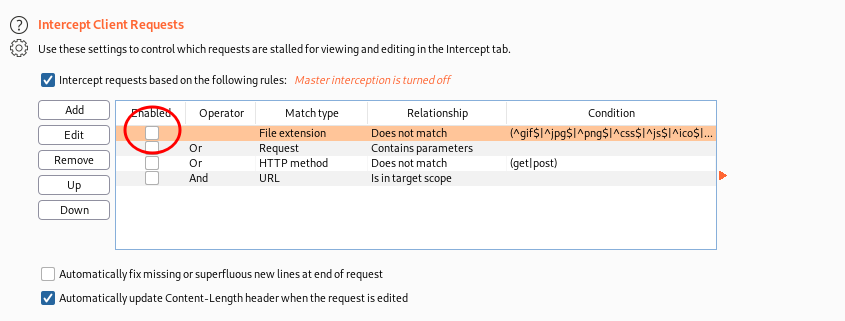 Intercept Client Requests
Use these settings to control which requests are stalled for viewing and editing in the Intercept tab.
Intercept requests based on the following rules: Master interception is turned off
Add
Enabled Operator Match type Relationship Condition
File extension Does not match (^gif$|^jpg$|^png$|^css$|^js$|^ico$|...
Edit
Or Request Contains parameters
Remove
Or HTTP method Does not match (get|post)
Up
And URL Is in target scope
Down
Automatically fix missing or superfluous new lines at end of request
Automatically update Content-Length header when the request is edited